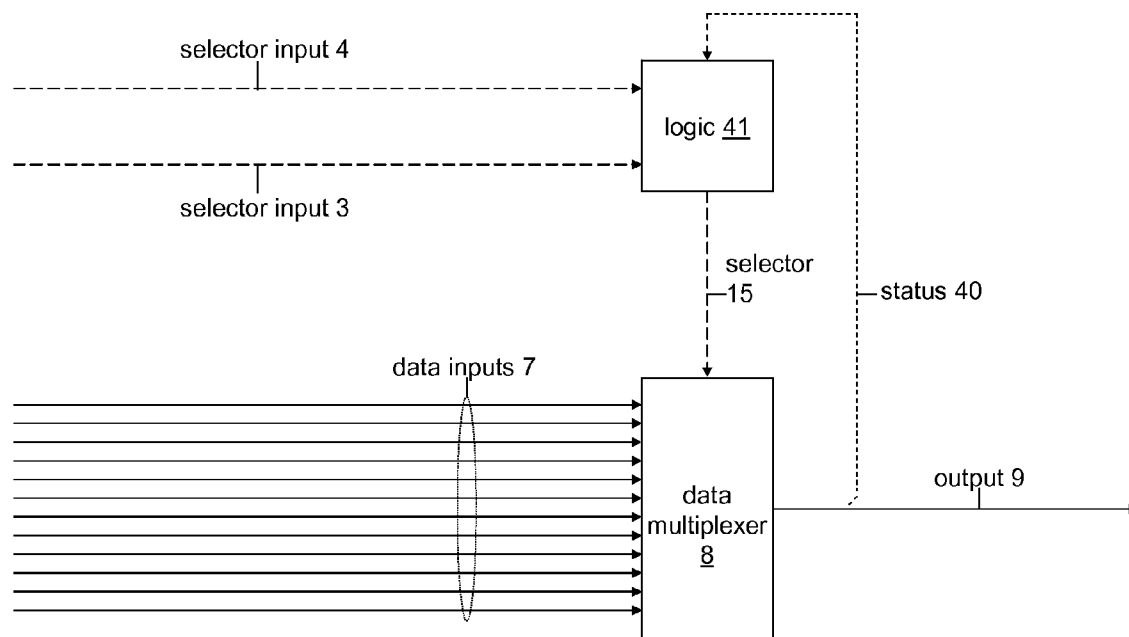 selector input 4
logic 41
selector input 3
selector
15
status 40
data inputs 7
output 9
data
multiplexer
8